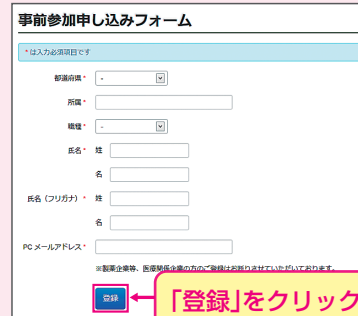 事前参加申し込みフォーム
*は入力必須項目です
都道府県* -
所属*
職種* -
氏名* 姓
名
氏名（フリガナ）* 姓
名
PC メールアドレス*
※製薬企業等、医療関係企業の方のご登録はお断りさせていただいております。
登録 「登録」をクリック